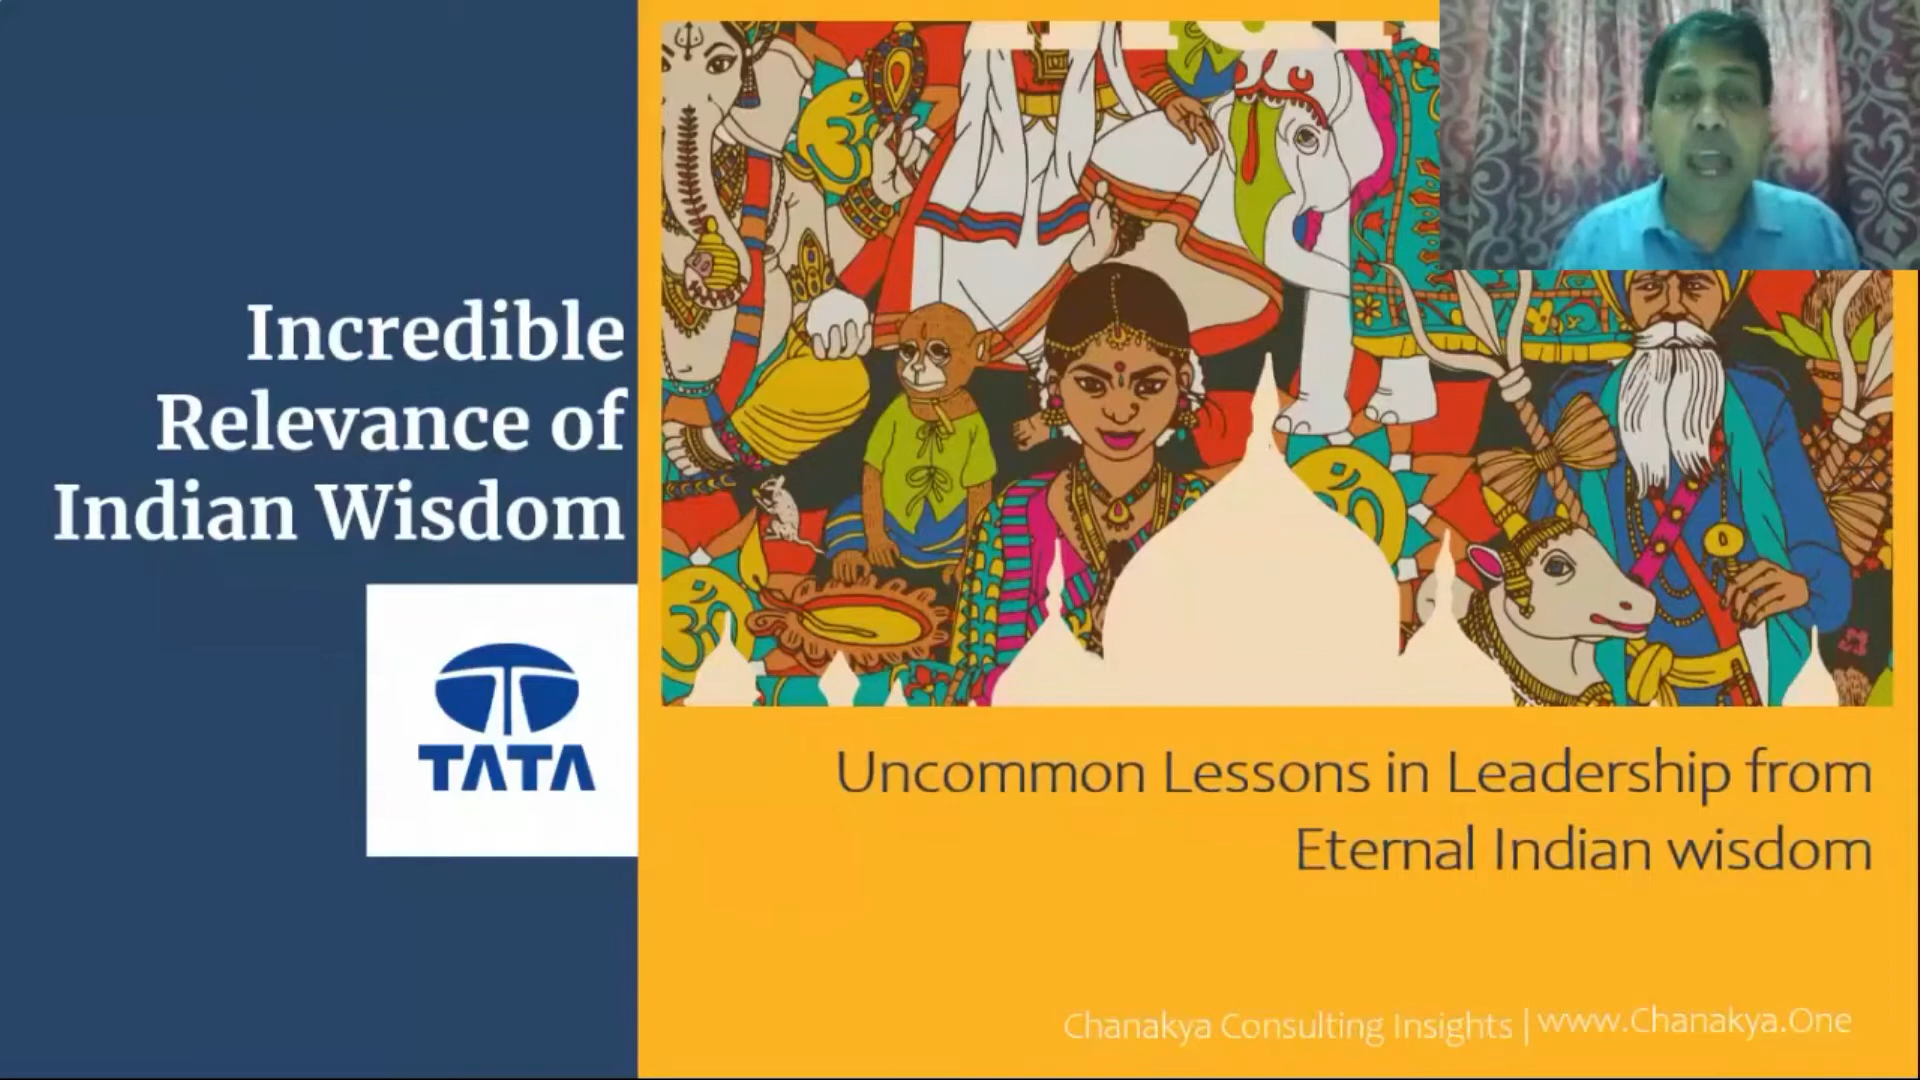 Incredible
Relevance of
Indian Wisdom
TATA
Uncommon Lessons in Leadership from
Eternal Indian wisdom
Chanakya Consulting Insights | www.Chanakya.One
ॐ
ॐ
ॐ